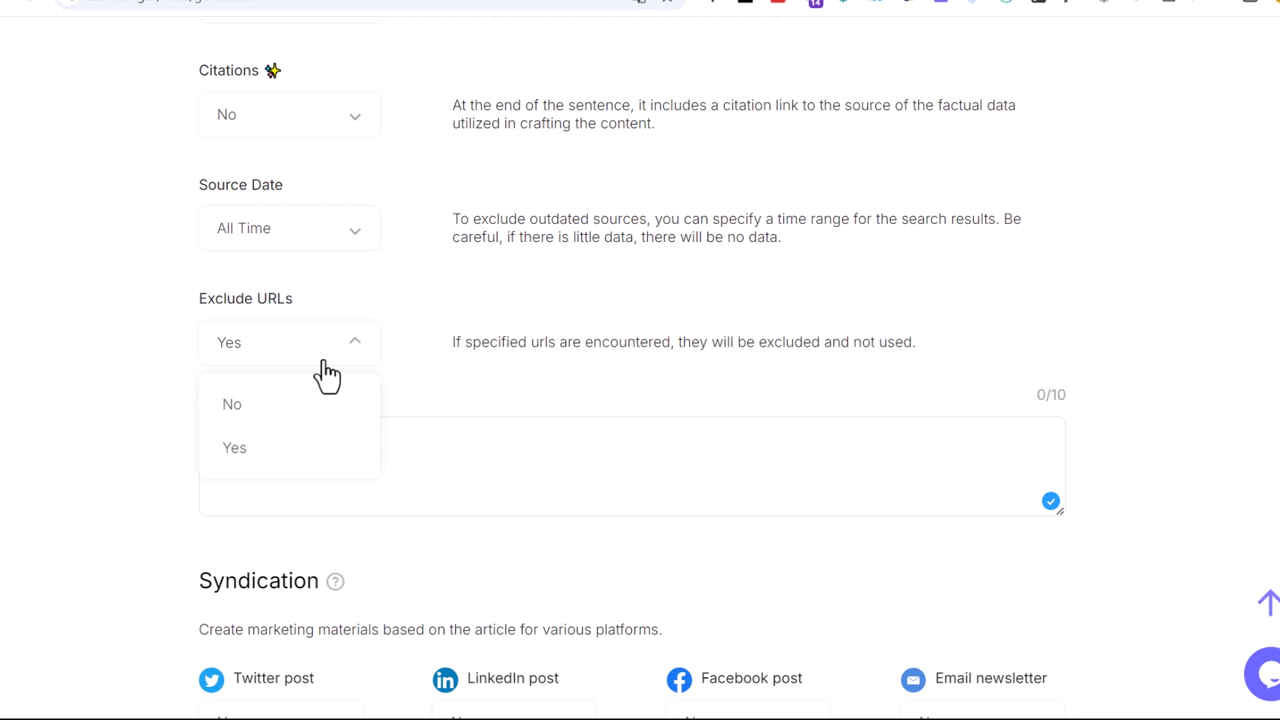 14
Citations
No
At the end of the sentence, it includes a citation link to the source of the factual data
utilized in crafting the content.
Source Date
All Time
To exclude outdated sources, you can specify a time range for the search results. Be
careful, if there is little data, there will be no data.
Exclude URLs
Yes
If specified urls are encountered, they will be excluded and not used.
No
Yes
0/10
Syndication ?
Create marketing materials based on the article for various platforms.
Twitter post
LinkedIn post
Facebook post
Email newsletter